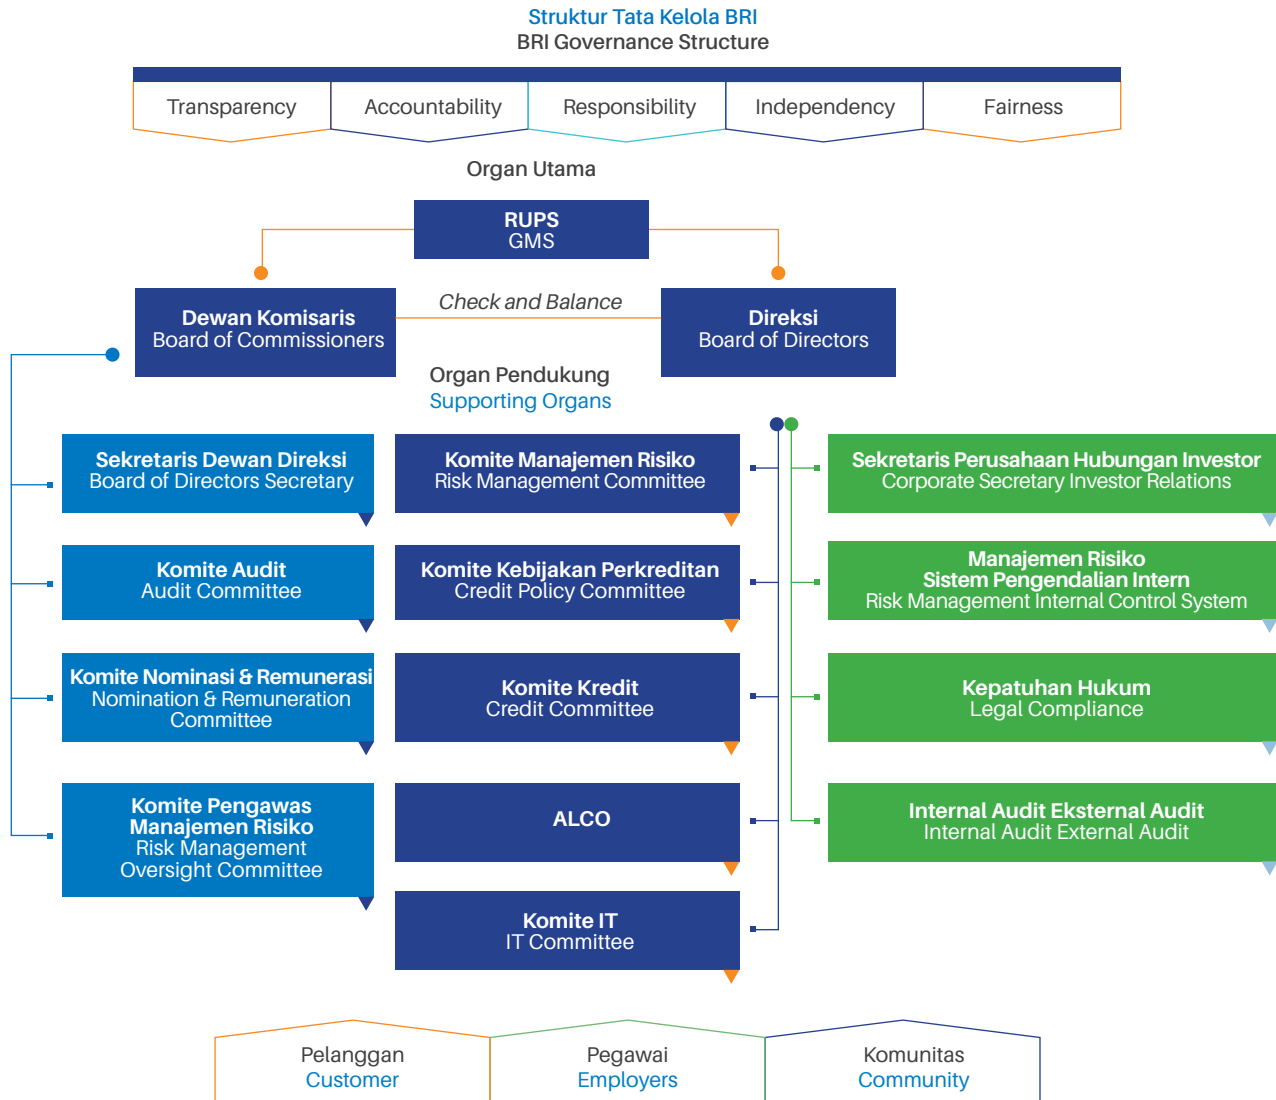 Struktur Tata Kelola BRI
BRI Governance Structure
Transparency
Accountability
Responsibility
Independency
Fairness
Organ Utama
RUPS
GMS
Dewan Komisaris
Board of Commissioners
Check and Balance
Direksi
Board of Directors
Organ Pendukung
Supporting Organs
Sekretaris Dewan Direksi
Board of Directors Secretary
Komite Audit
Audit Committee
Komite Nominasi & Remunerasi
Nomination & Remuneration
Committee
Komite Pengawas
Manajemen Risiko
Risk Management
Oversight Committee
Komite Manajemen Risiko
Risk Management Committee
Komite Kebijakan Perkreditan
Credit Policy Committee
Komite Kredit
Credit Committee
ALCO
Komite IT
IT Committee
Sekretaris Perusahaan Hubungan Investor
Corporate Secretary Investor Relations
Manajemen Risiko
Sistem Pengendalian Intern
Risk Management Internal Control System
Kepatuhan Hukum
Legal Compliance
Internal Audit Eksternal Audit
Internal Audit External Audit
Pelanggan
Customer
Pegawai
Employers
Komunitas
Community